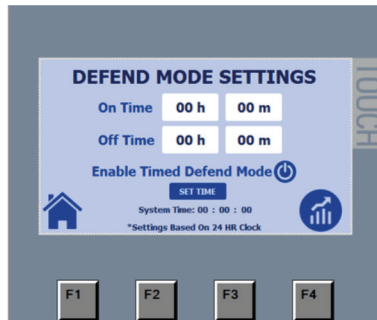 DEFEND MODE SETTINGS
On Time 00 h 00 m
Off Time 00 h 00 m
Enable Timed Defend Mode
SET TIME
System Time: 00 : 00 : 00
*Settings Based On 24 HR Clock
TOUCH
F1 F2 F3 F4